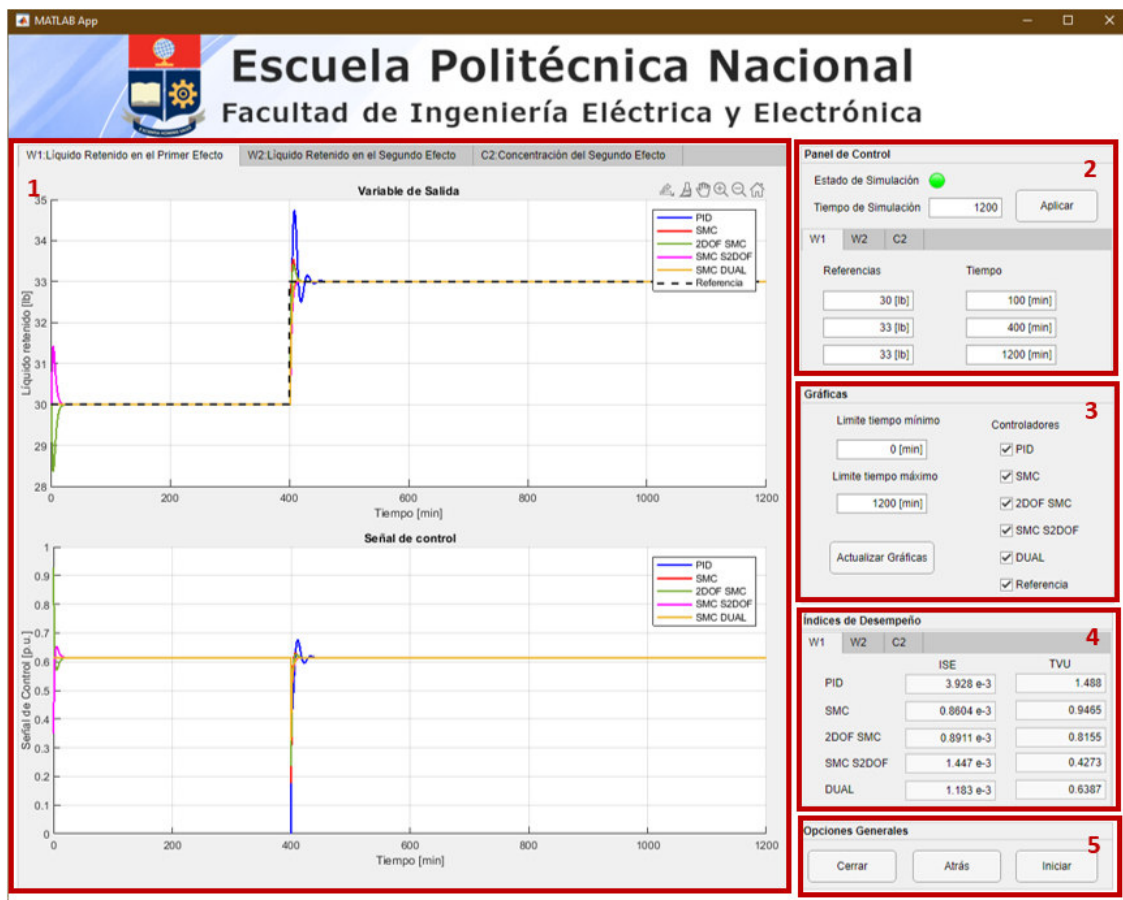 MATLAB App
Escuela Politécnica Nacional
Facultad de Ingeniería Eléctrica y Electrónica
W1:Líquido Retenido en el Primer Efecto W2:Líquido Retenido en el Segundo Efecto C2:Concentración del Segundo Efecto
1
Variable de Salida
35
34
33
32
31
30
29
28
Líquido retenido [lb]
PID
SMC
2DOF SMC
SMC S2DOF
SMC DUAL
Referencia
0 200 400 600 800 1000 1200
Tiempo [min]
Señal de control
1
0.9
0.8
0.7
0.6
0.5
0.4
0.3
0.2
0.1
0
Señal de Control [p.u.]
PID
SMC
2DOF SMC
SMC S2DOF
SMC DUAL
0 200 400 600 800 1000 1200
Tiempo [min]
Panel de Control
2
Estado de Simulación
Tiempo de Simulación 1200 Aplicar
W1 W2 C2
Referencias Tiempo
30 [lb] 100 [min]
33 [lb] 400 [min]
33 [lb] 1200 [min]
Gráficas
3
Limite tiempo mínimo Controladores
0 [min] PID
Limite tiempo máximo SMC
1200 [min] 2DOF SMC
SMC S2DOF
Actualizar Gráficas DUAL
Referencia
Índices de Desempeño
4
W1 W2 C2
ISE TVU
PID 3.928 e-3 1.488
SMC 0.8604 e-3 0.9465
2DOF SMC 0.8911 e-3 0.8155
SMC S2DOF 1.447 e-3 0.4273
DUAL 1.183 e-3 0.6387
Opciones Generales
5
Cerrar Atrás Iniciar